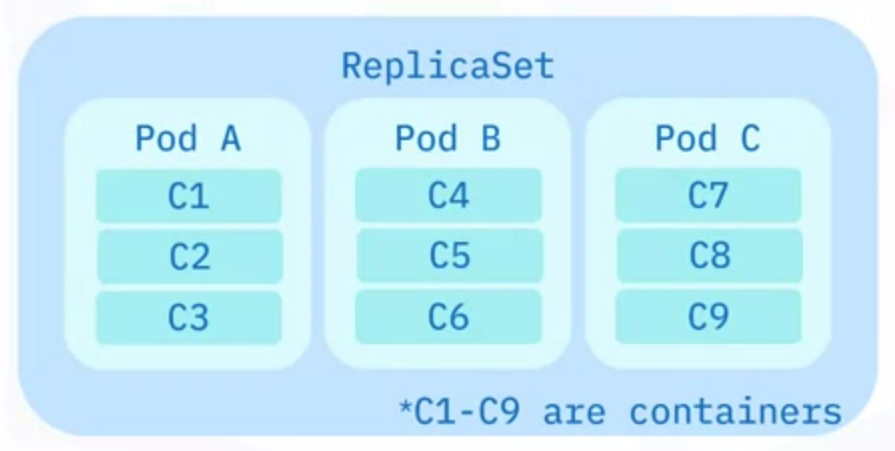 ReplicaSet
Pod A
C1
C2
C3
Pod B
C4
C5
C6
Pod C
C7
C8
C9
*C1-C9 are containers